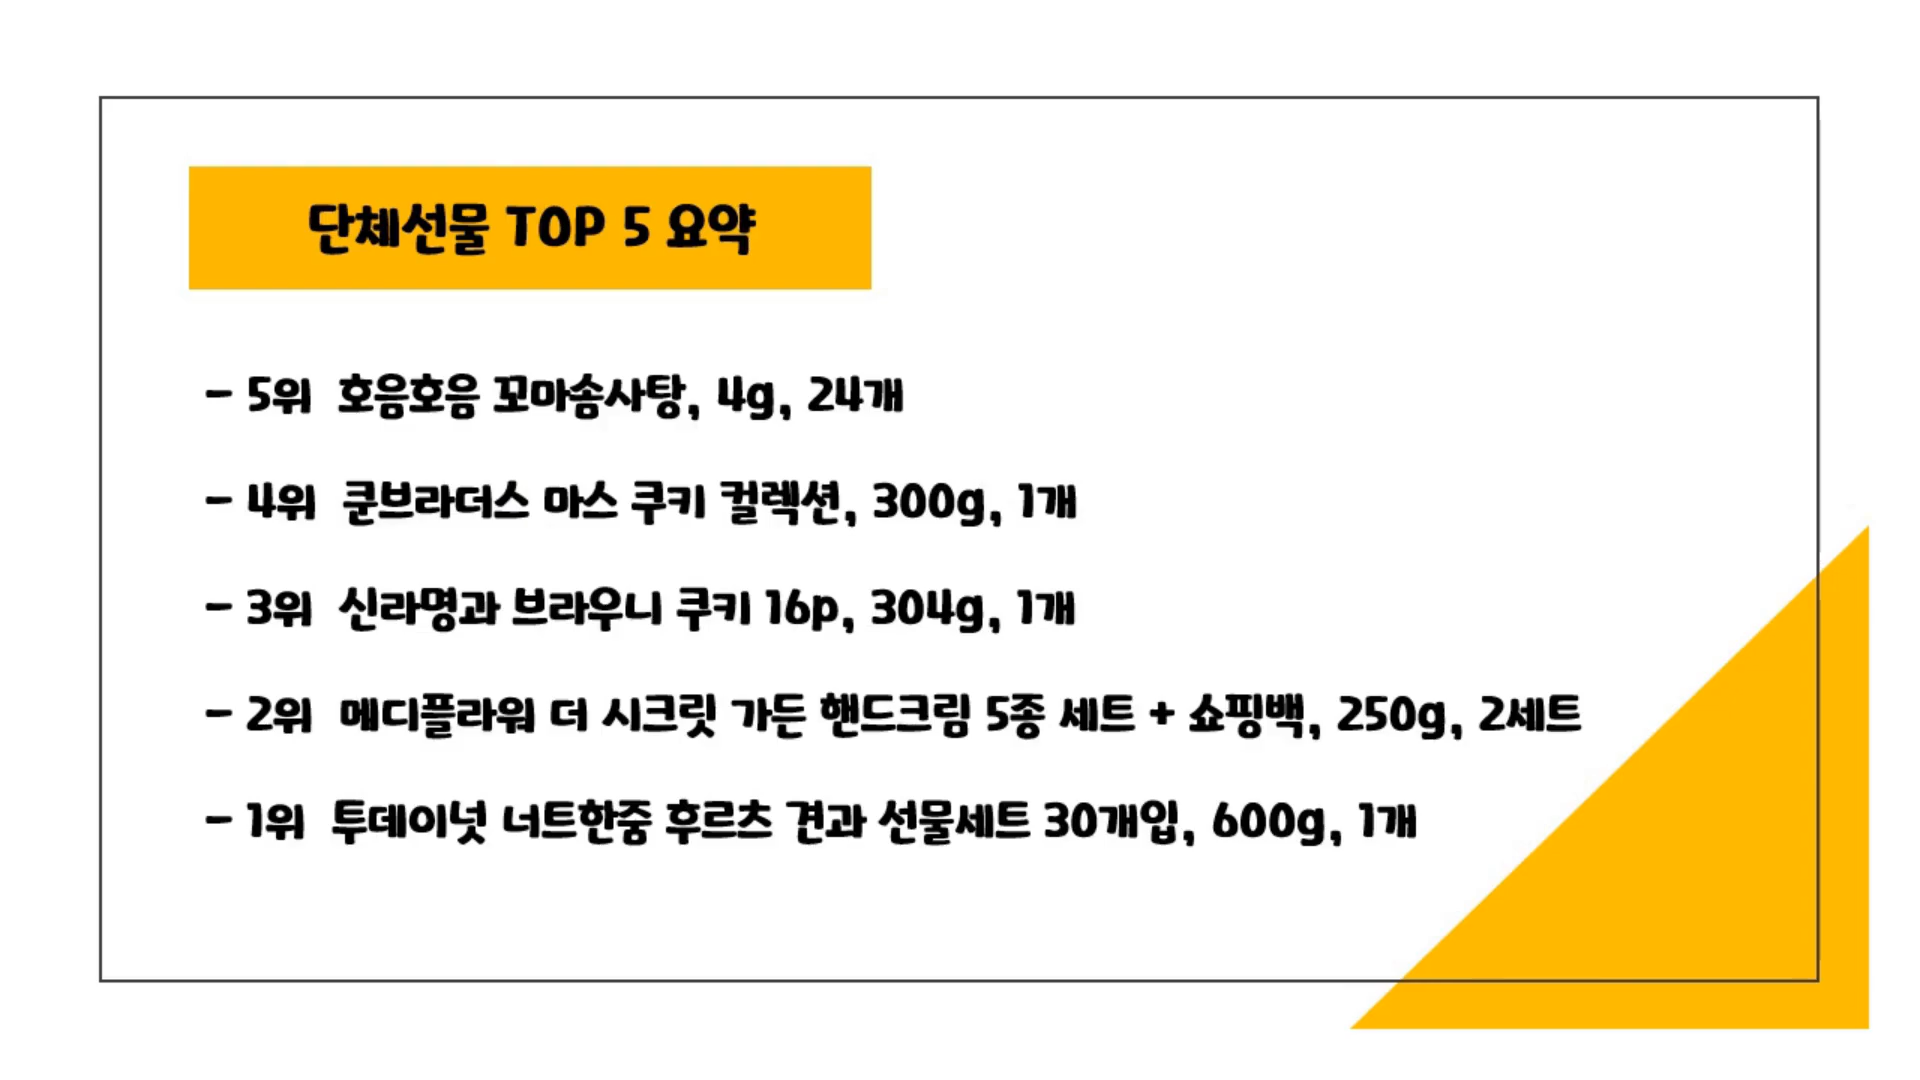 단체선물 TOP 5 요약
- 5위 호음호음 꼬마솜사탕, 4g, 24개
- 4위 쿤브라더스 마스 쿠키 컬렉션, 300g, 1개
- 3위 신라명과 브라우니 쿠키 16p, 304g, 1개
- 2위 메디플라워 더 시크릿 가든 핸드크림 5종 세트 + 쇼핑백, 250g, 2세트
- 1위 투데이넛 너트한줌 후르츠 견과 선물세트 30개입, 600g, 1개